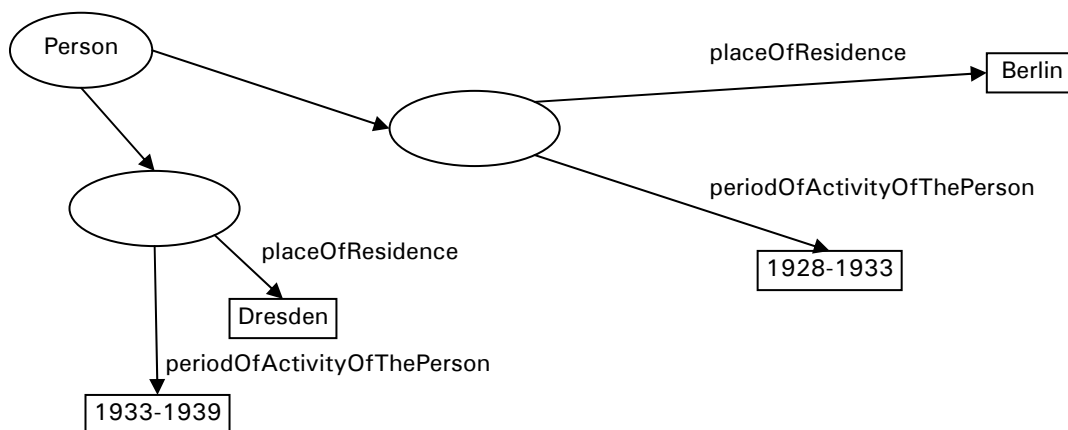 Person
placeOfResidence
Berlin
periodOfActivityOfThePerson
1928-1933
placeOfResidence
Dresden
periodOfActivityOfThePerson
1933-1939